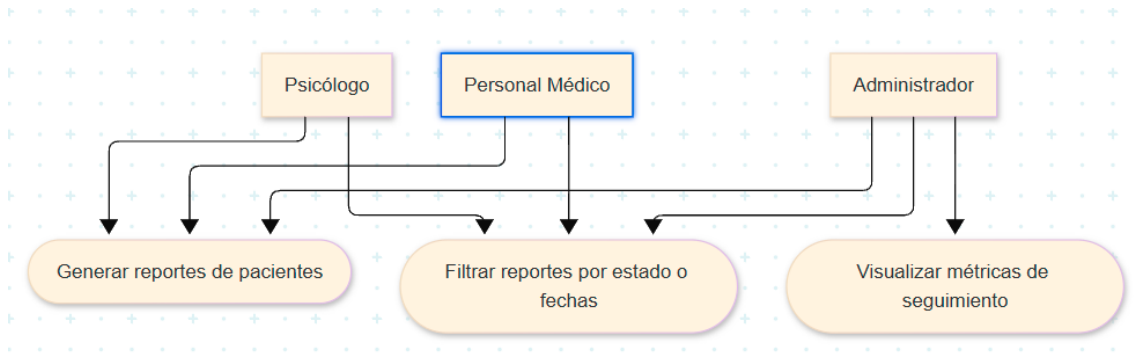 Psicólogo
Personal Médico
Administrador
Generar reportes de pacientes
Filtrar reportes por estado o
fechas
Visualizar métricas de
seguimiento